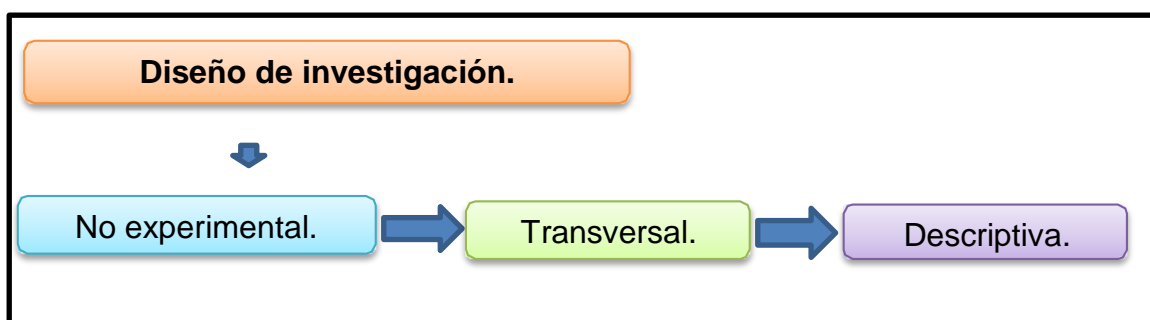 Diseño de investigación.
No experimental.
Transversal.
Descriptiva.